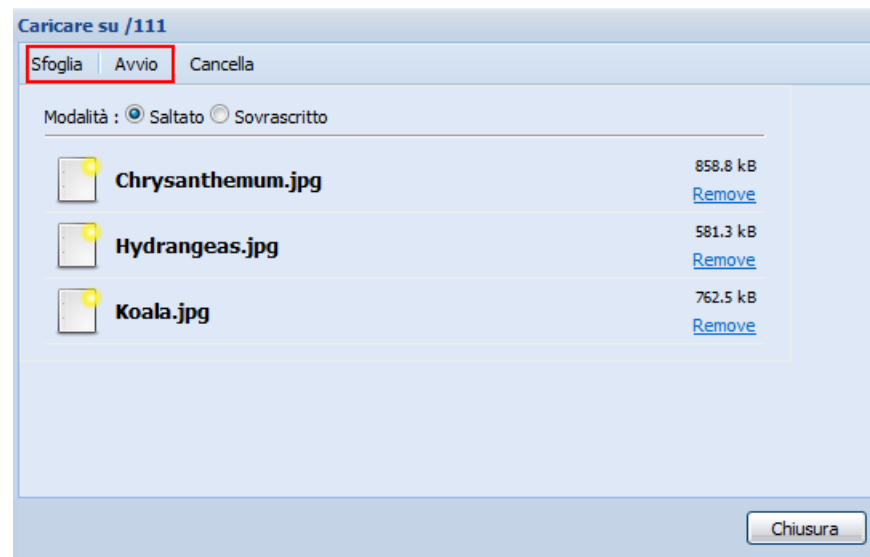 Caricare su /111
Sfoglia Avvio Cancella
Modalità : Saltato Sovrascritto
Chrysanthemum.jpg 858.8 kB
Remove
Hydrangeas.jpg 581.3 kB
Remove
Koala.jpg 762.5 kB
Remove
Chiusura